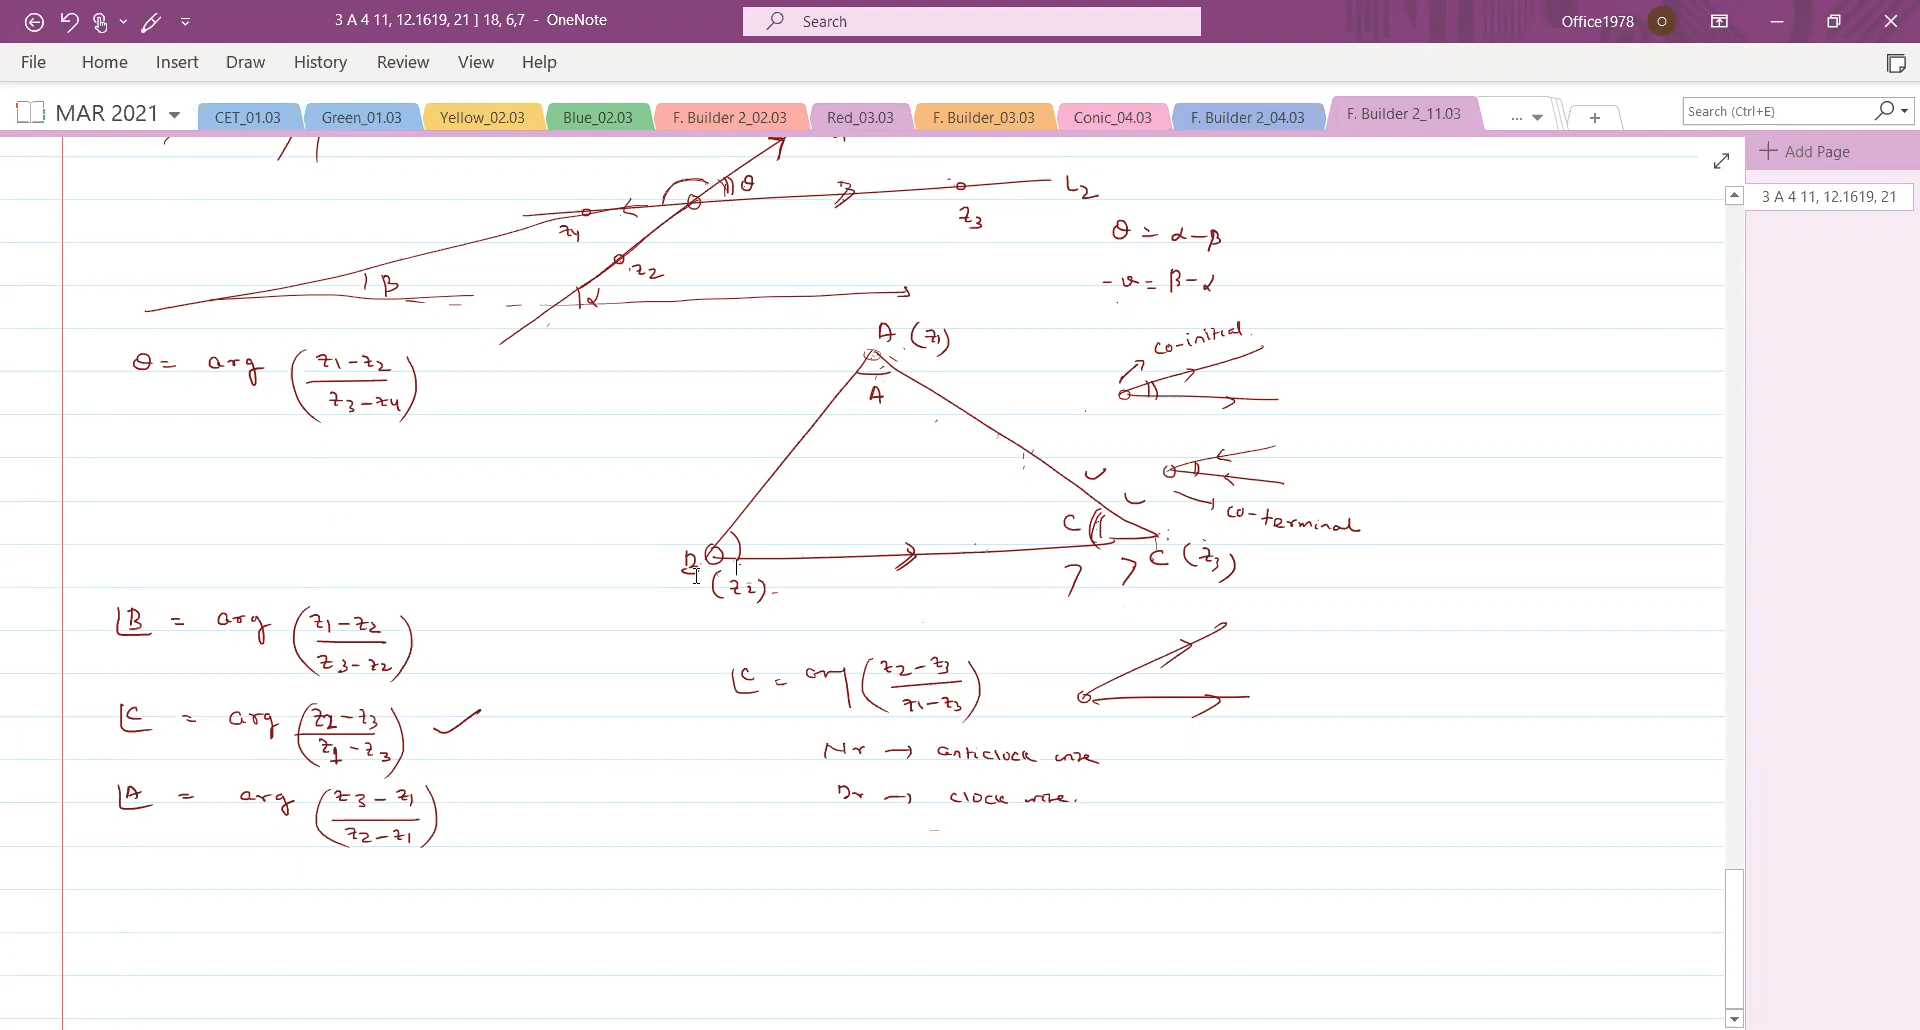 3 A 4 11, 12.1619, 21 ] 18, 6,7 - OneNote
Search
Office1978
O
File Home Insert Draw History Review View Help
MAR 2021
CET_01.03 Green_01.03 Yellow_02.03 Blue_02.03 F. Builder 2_02.03 Red_03.03 F. Builder_03.03 Conic_04.03 F. Builder 2_04.03 F. Builder 2_11.03 ... +
Search (Ctrl+E)
Add Page
3 A 4 11, 12.1619, 21
θ
L2
z4
z3
θ = α-β
z2
β
α
-θ = β-α
A (z1)
co-initial
θ = arg (z1-z2 / z3-z4)
A
co-terminal
C
B
(z2)
C (z3)
∠B = arg (z1-z2 / z3-z2)
∠C = arg (z2-z3 / z1-z3)
∠C = arg (z2-z3 / z1-z3) ✓
Nr → anticlock wise
∠A = arg (z3-z1 / z2-z1)
Dr → clock wise.